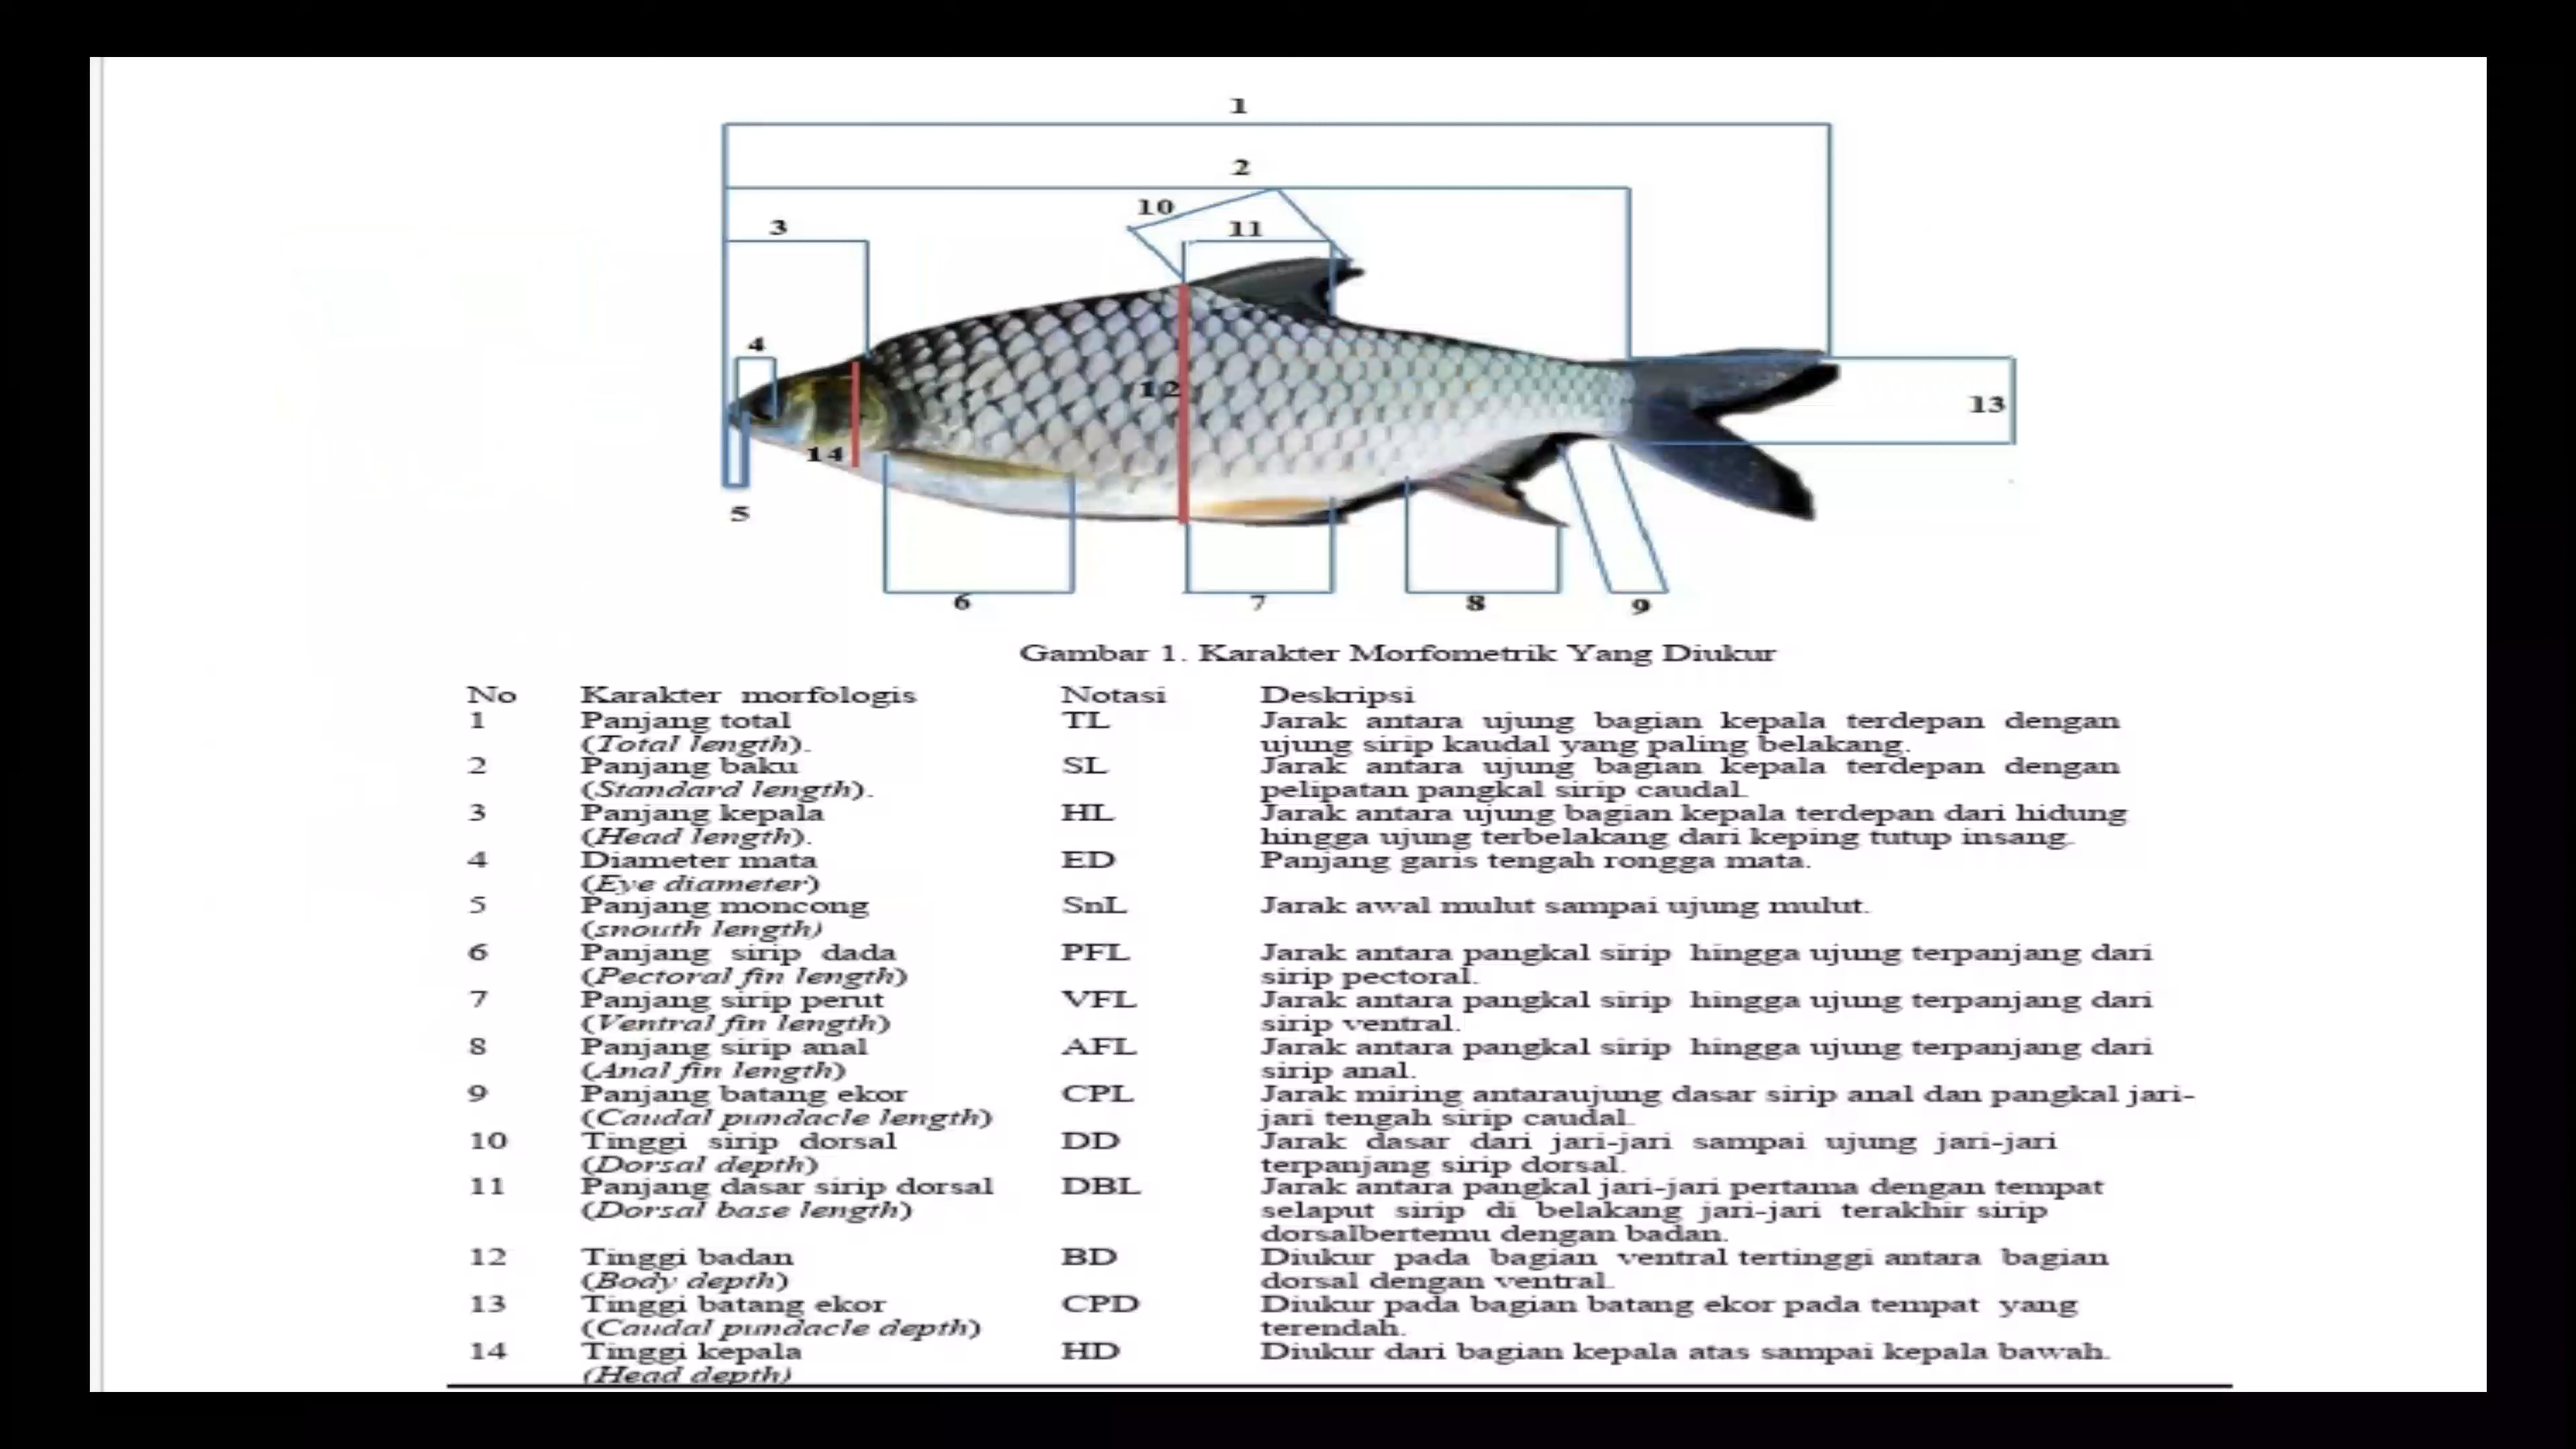 1
2
10
3
11
4
12
13
14
5
6
7
8
9
Gambar 1. Karakter Morfometrik Yang Diukur
No Karakter morfologis Notasi Deskripsi
1 Panjang total TL Jarak antara ujung bagian kepala terdepan dengan
(Total length). ujung sirip kaudal yang paling belakang.
2 Panjang baku SL Jarak antara ujung bagian kepala terdepan dengan
(Standard length). pelipatan pangkal sirip caudal.
3 Panjang kepala HL Jarak antara ujung bagian kepala terdepan dari hidung
(Head length). hingga ujung terbelakang dari keping tutup insang.
4 Diameter mata ED Panjang garis tengah rongga mata.
(Eye diameter)
5 Panjang moncong SnL Jarak awal mulut sampai ujung mulut.
(snouth length)
6 Panjang sirip dada PFL Jarak antara pangkal sirip hingga ujung terpanjang dari
(Pectoral fin length) sirip pectoral.
7 Panjang sirip perut VFL Jarak antara pangkal sirip hingga ujung terpanjang dari
(Ventral fin length) sirip ventral.
8 Panjang sirip anal AFL Jarak antara pangkal sirip hingga ujung terpanjang dari
(Anal fin length) sirip anal.
9 Panjang batang ekor CPL Jarak miring antaraujung dasar sirip anal dan pangkal jari-
(Caudal pundacle length) jari tengah sirip caudal.
10 Tinggi sirip dorsal DD Jarak dasar dari jari-jari sampai ujung jari-jari
(Dorsal depth) terpanjang sirip dorsal.
11 Panjang dasar sirip dorsal DBL Jarak antara pangkal jari-jari pertama dengan tempat
(Dorsal base length) selaput sirip di belakang jari-jari terakhir sirip
dorsalbertemu dengan badan.
12 Tinggi badan BD Diukur pada bagian ventral tertinggi antara bagian
(Body depth) dorsal dengan ventral.
13 Tinggi batang ekor CPD Diukur pada bagian batang ekor pada tempat yang
(Caudal pundacle depth) terendah.
14 Tinggi kepala HD Diukur dari bagian kepala atas sampai kepala bawah.
(Head depth)